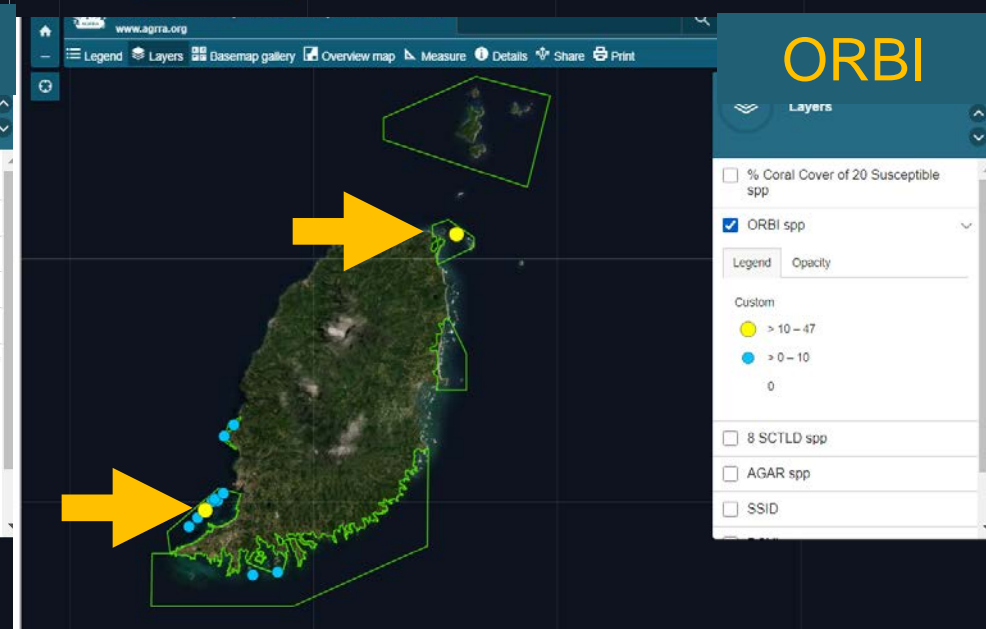 www.agrra.org
Legend Layers Basemap gallery Overview map Measure Details Share Print
ORBI
Layers
% Coral Cover of 20 Susceptible
spp
ORBI spp
Legend Opacity
Custom
> 10 – 47
> 0 – 10
0
8 SCTLD spp
AGAR spp
SSID